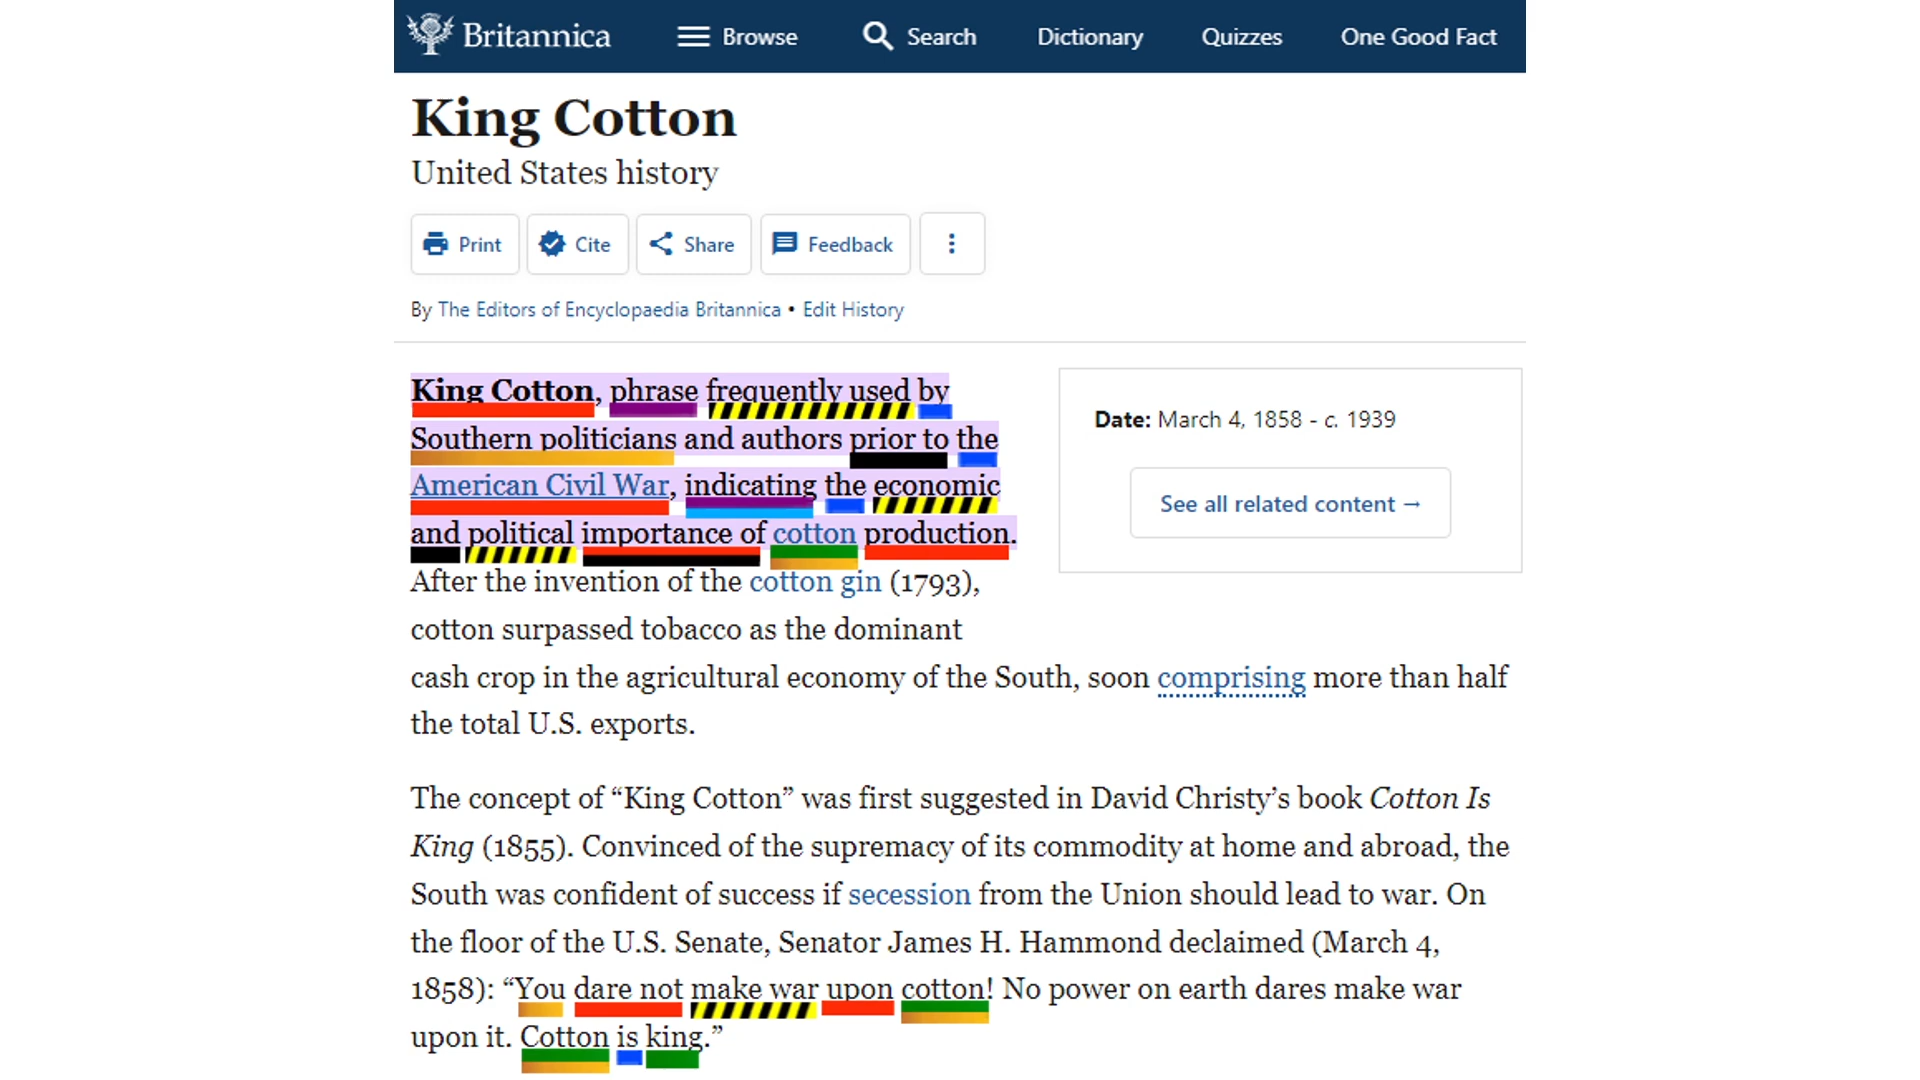 Britannica Browse Search Dictionary Quizzes One Good Fact
King Cotton
United States history
Print Cite Share Feedback
By The Editors of Encyclopaedia Britannica • Edit History
King Cotton, phrase frequently used by
Southern politicians and authors prior to the
American Civil War, indicating the economic
and political importance of cotton production.
After the invention of the cotton gin (1793),
cotton surpassed tobacco as the dominant
Date: March 4, 1858 - c. 1939
See all related content →
cash crop in the agricultural economy of the South, soon comprising more than half
the total U.S. exports.
The concept of “King Cotton” was first suggested in David Christy’s book Cotton Is
King (1855). Convinced of the supremacy of its commodity at home and abroad, the
South was confident of success if secession from the Union should lead to war. On
the floor of the U.S. Senate, Senator James H. Hammond declaimed (March 4,
1858): “You dare not make war upon cotton! No power on earth dares make war
upon it. Cotton is king.”